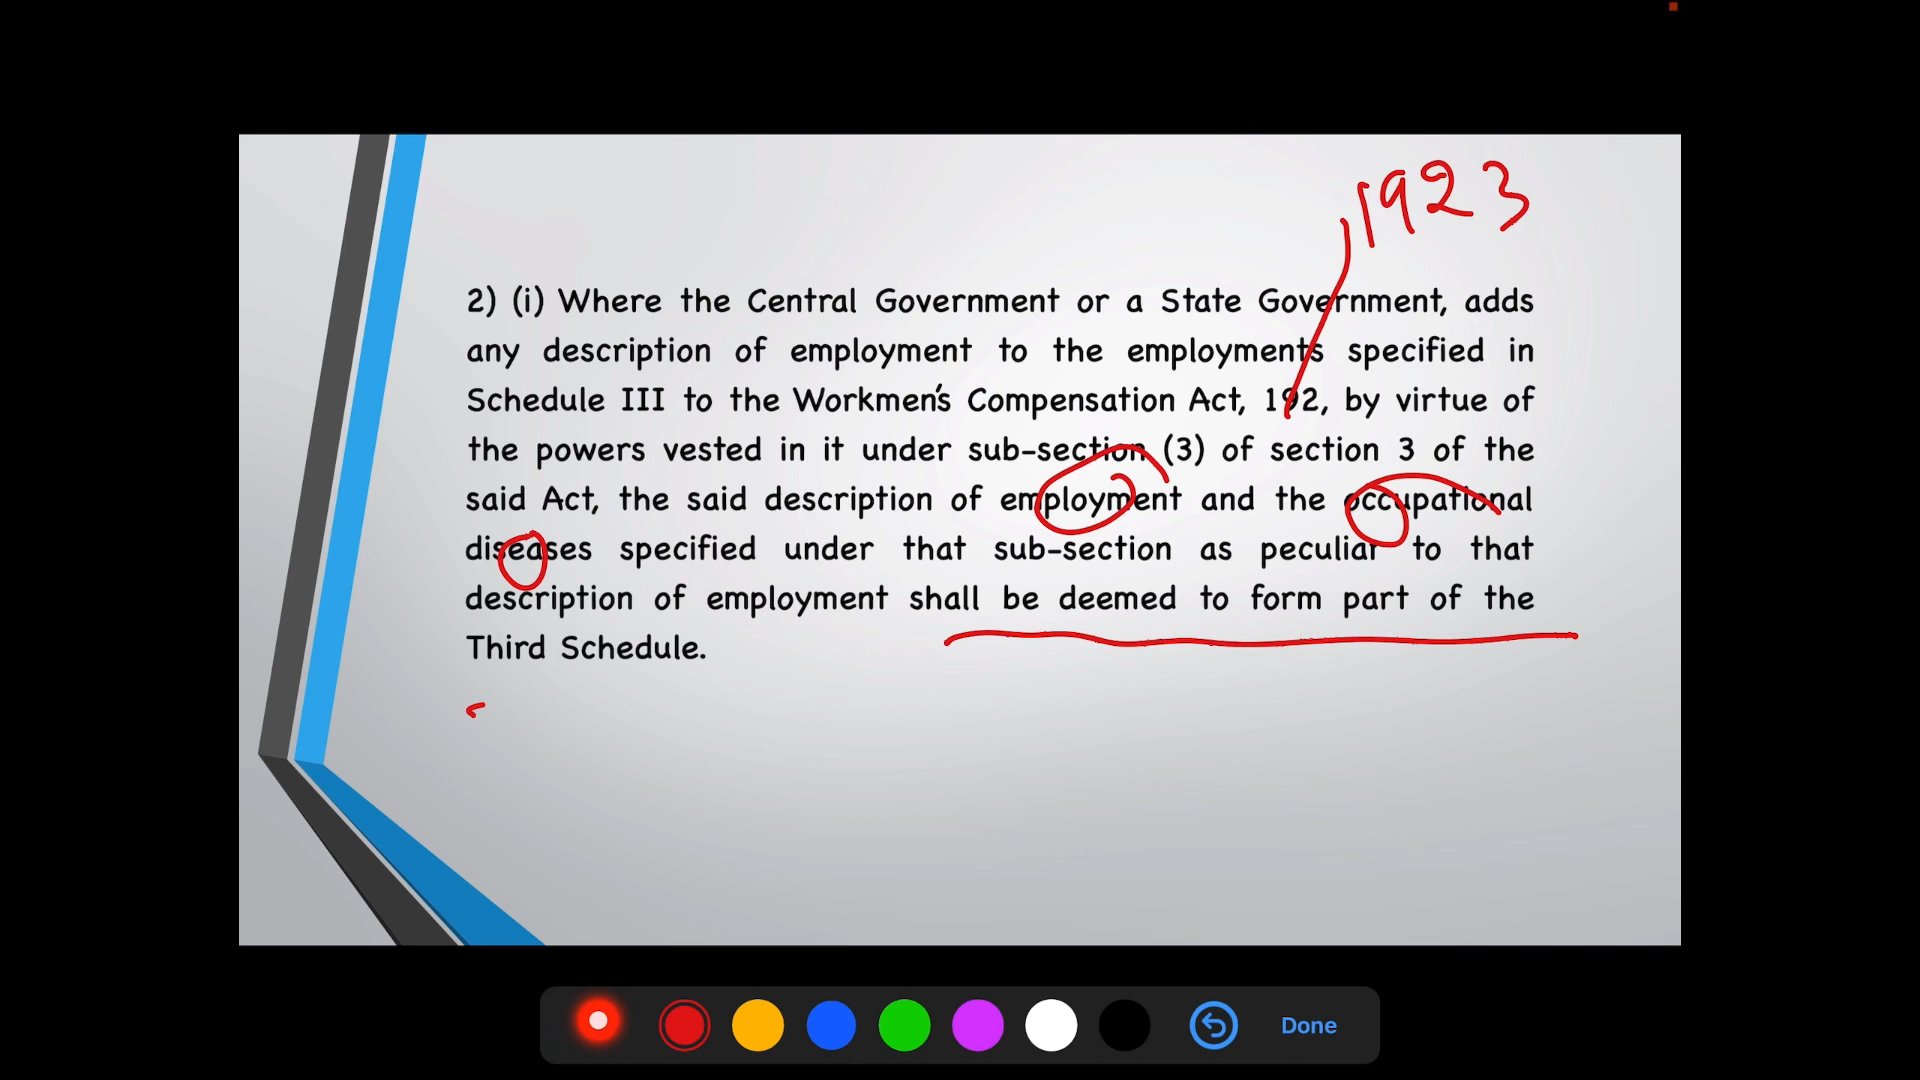 1923
2) (i) Where the Central Government or a State Government, adds
any description of employment to the employments specified in
Schedule III to the Workmen's Compensation Act, 192, by virtue of
the powers vested in it under sub-section (3) of section 3 of the
said Act, the said description of employment and the occupational
diseases specified under that sub-section as peculiar to that
description of employment shall be deemed to form part of the
Third Schedule.
Done